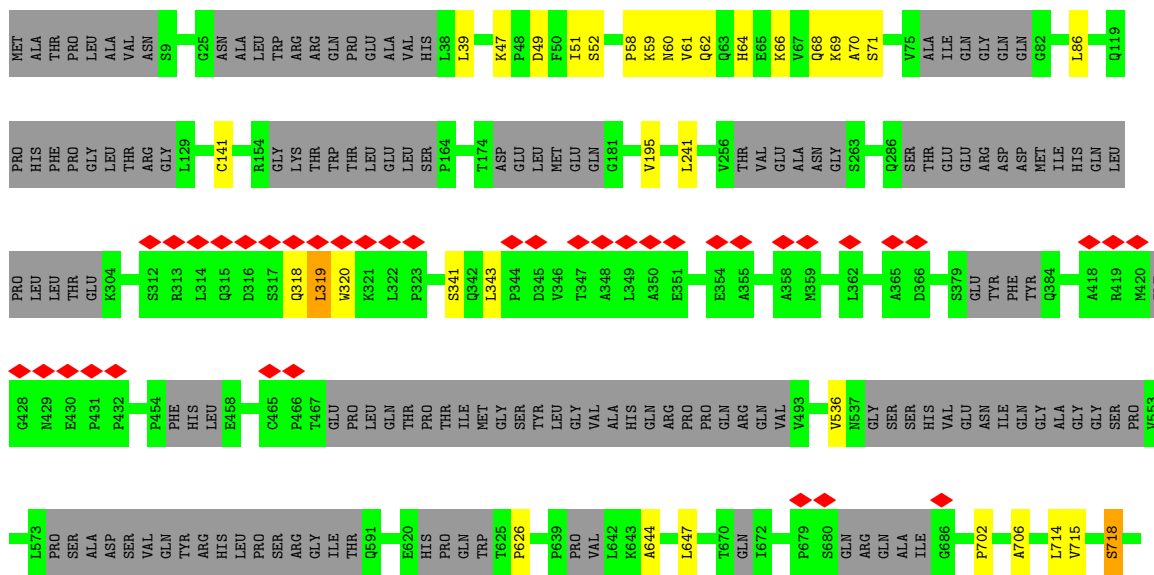 MET ALA THR PRO LEU ALA VAL ASN S9 G25 ASN ALA LEU TRP ARG ARG GLN PRO GLU ALA VAL HIS L38 L39 K47 P48 D49 F50 I51 S52 P58 K59 N60 V61 Q62 Q63 H64 E65 K66 V67 Q68 K69 A70 S71 V75 ALA ILE GLN GLY GLN GLN G82 L86 Q119
PRO HIS PHE PRO GLY LEU THR ARG GLY L129 C141 R154 GLY LYS THR TRP THR LEU GLU LEU SER P164 T174 ASP GLU LEU MET GLU GLN G181 V195 L241 V256 THR VAL GLU ALA ASN GLY S263 Q286 SER THR GLU GLU ARG ASP ASP MET ILE HIS GLN LEU
PRO LEU LEU THR GLU K304 S312 R313 L314 Q315 D316 S317 Q318 L319 W320 K321 L322 P323 S341 Q342 L343 P344 D345 V346 T347 A348 L349 A350 E351 E354 A355 A358 M359 L362 A365 D366 S379 GLU TYR PHE TYR Q384 A418 R419 M420
G428 N429 E430 P431 P432 P454 PHE HIS LEU E458 C465 P466 T467 GLU PRO LEU GLN THR PRO THR ILE MET GLY SER TYR LEU GLY VAL ALA HIS GLN ARG PRO PRO GLN ARG GLN VAL V493 V536 N537 GLY SER SER HIS VAL GLU ASN ILE GLN GLY ALA GLY GLY SER PRO V553
L573 PRO SER ALA ASP SER VAL GLN TYR ARG HIS LEU PRO SER ARG GLY ILE THR Q591 E620 HIS PRO GLN TRP T625 P626 P639 PRO VAL L642 K643 A644 L647 T670 GLN I672 P679 S680 GLN ARG GLN ALA ILE G686 P702 A706 L714 V715 S718